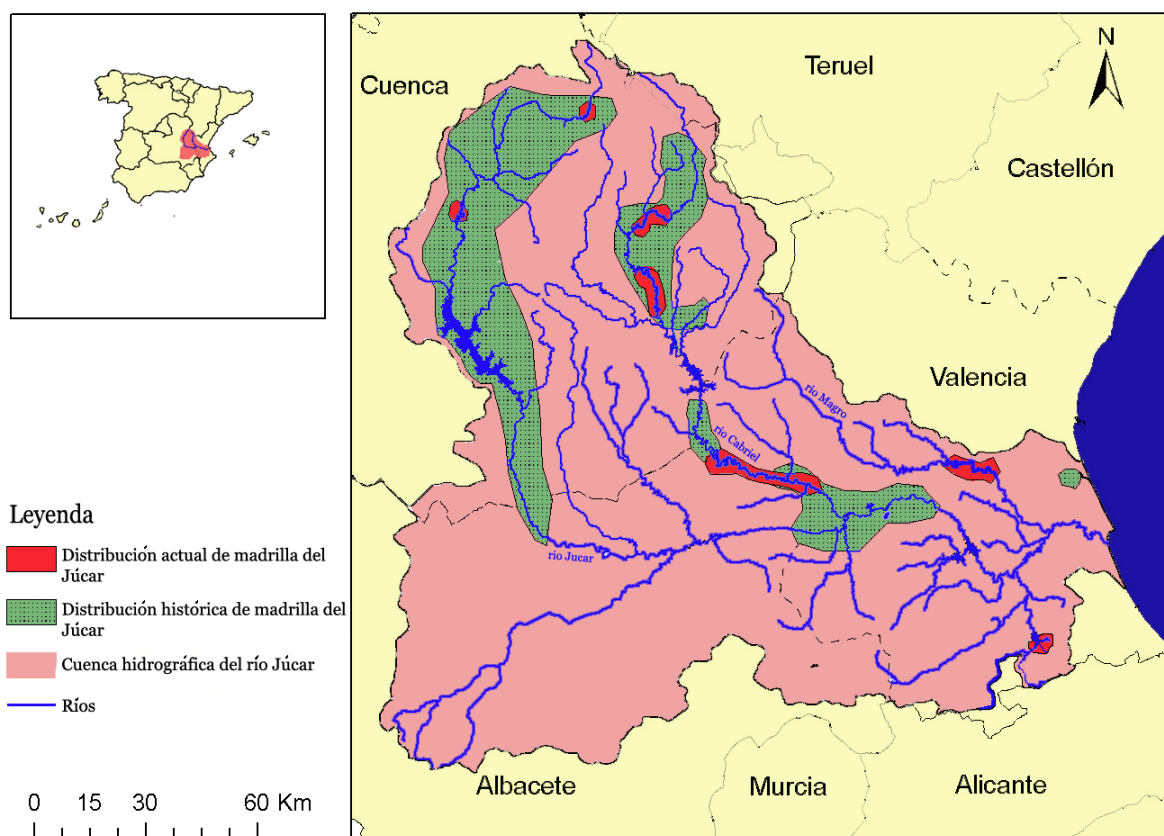 Cuenca
Teruel
N
Castellón
Valencia
río Magro
río Cabriel
río Jucar
Albacete
Murcia
Alicante
Leyenda
Distribución actual de madrilla del
Júcar
Distribución histórica de madrilla del
Júcar
Cuenca hidrográfica del río Júcar
Ríos
0 15 30 60 Km